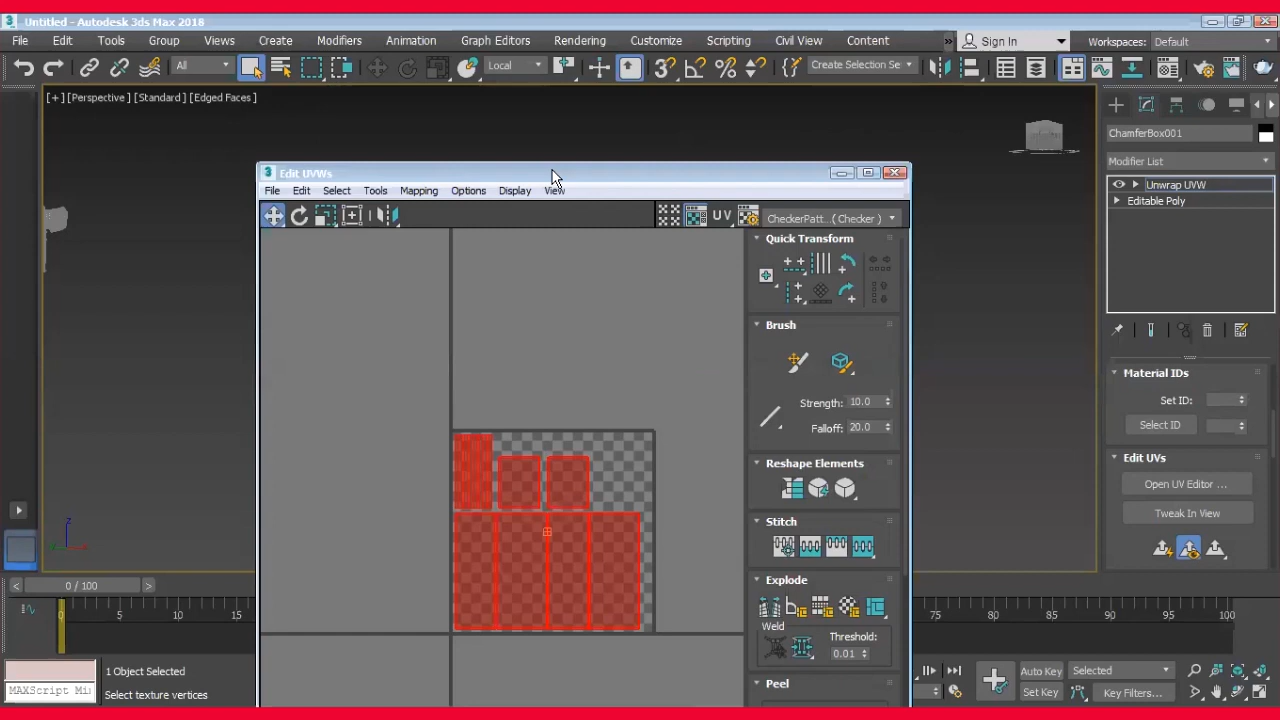 Untitled - Autodesk 3ds Max 2018
File Edit Tools Group Views Create Modifiers Animation Graph Editors Rendering Customize Scripting Civil View Content Sign In Workspaces: Default
All Local Create Selection Se
[+] [Perspective] [Standard] [Edged Faces]
ChamferBox001
Modifier List
Unwrap UVW
Editable Poly
Edit UVWs
File Edit Select Tools Mapping Options Display View
UV CheckerPatt...( Checker )
Quick Transform
Brush
Strength: 10.0
Falloff: 20.0
Reshape Elements
Stitch
Explode
Weld
Threshold:
0.01
Peel
Material IDs
Set ID:
Select ID
Edit UVs
Open UV Editor ...
Tweak In View
0 / 100
0 5 10 15 75 80 85 90 95 100
1 Object Selected
MAXScript Mi
Select texture vertices
Auto Key Selected
Set Key Key Filters...